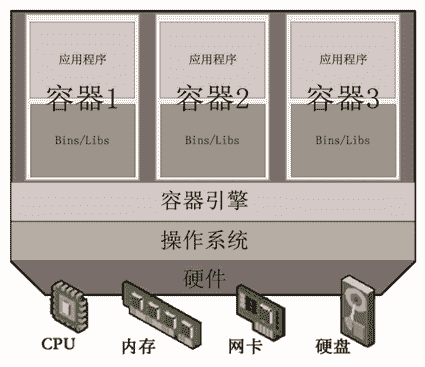 应用程序 应用程序 应用程序
容器1 容器2 容器3
Bins/Libs Bins/Libs Bins/Libs
容器引擎
操作系统
硬件
CPU 内存 网卡 硬盘